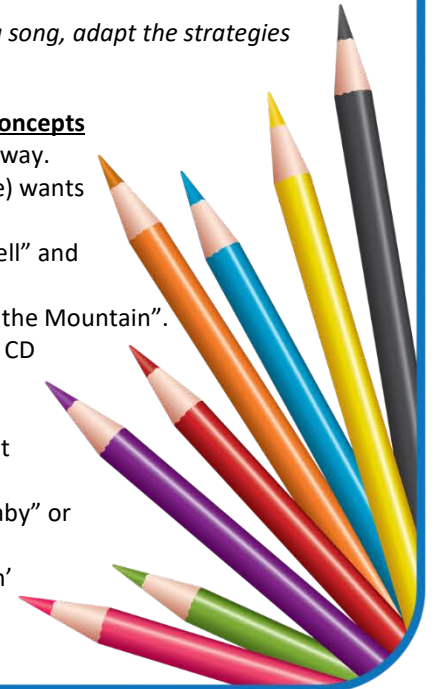 song, adapt the strategies
oncepts
way.
e) wants
ell” and
the Mountain”.
CD
t
aby” or
n’